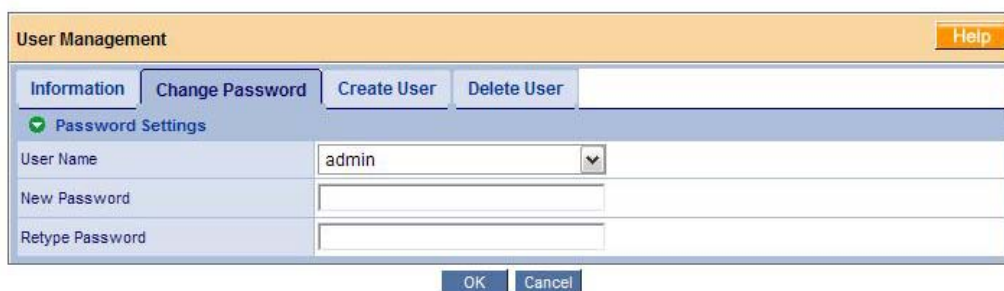 User Management Help
Information Change Password Create User Delete User
Password Settings
User Name admin
New Password
Retype Password
OK Cancel